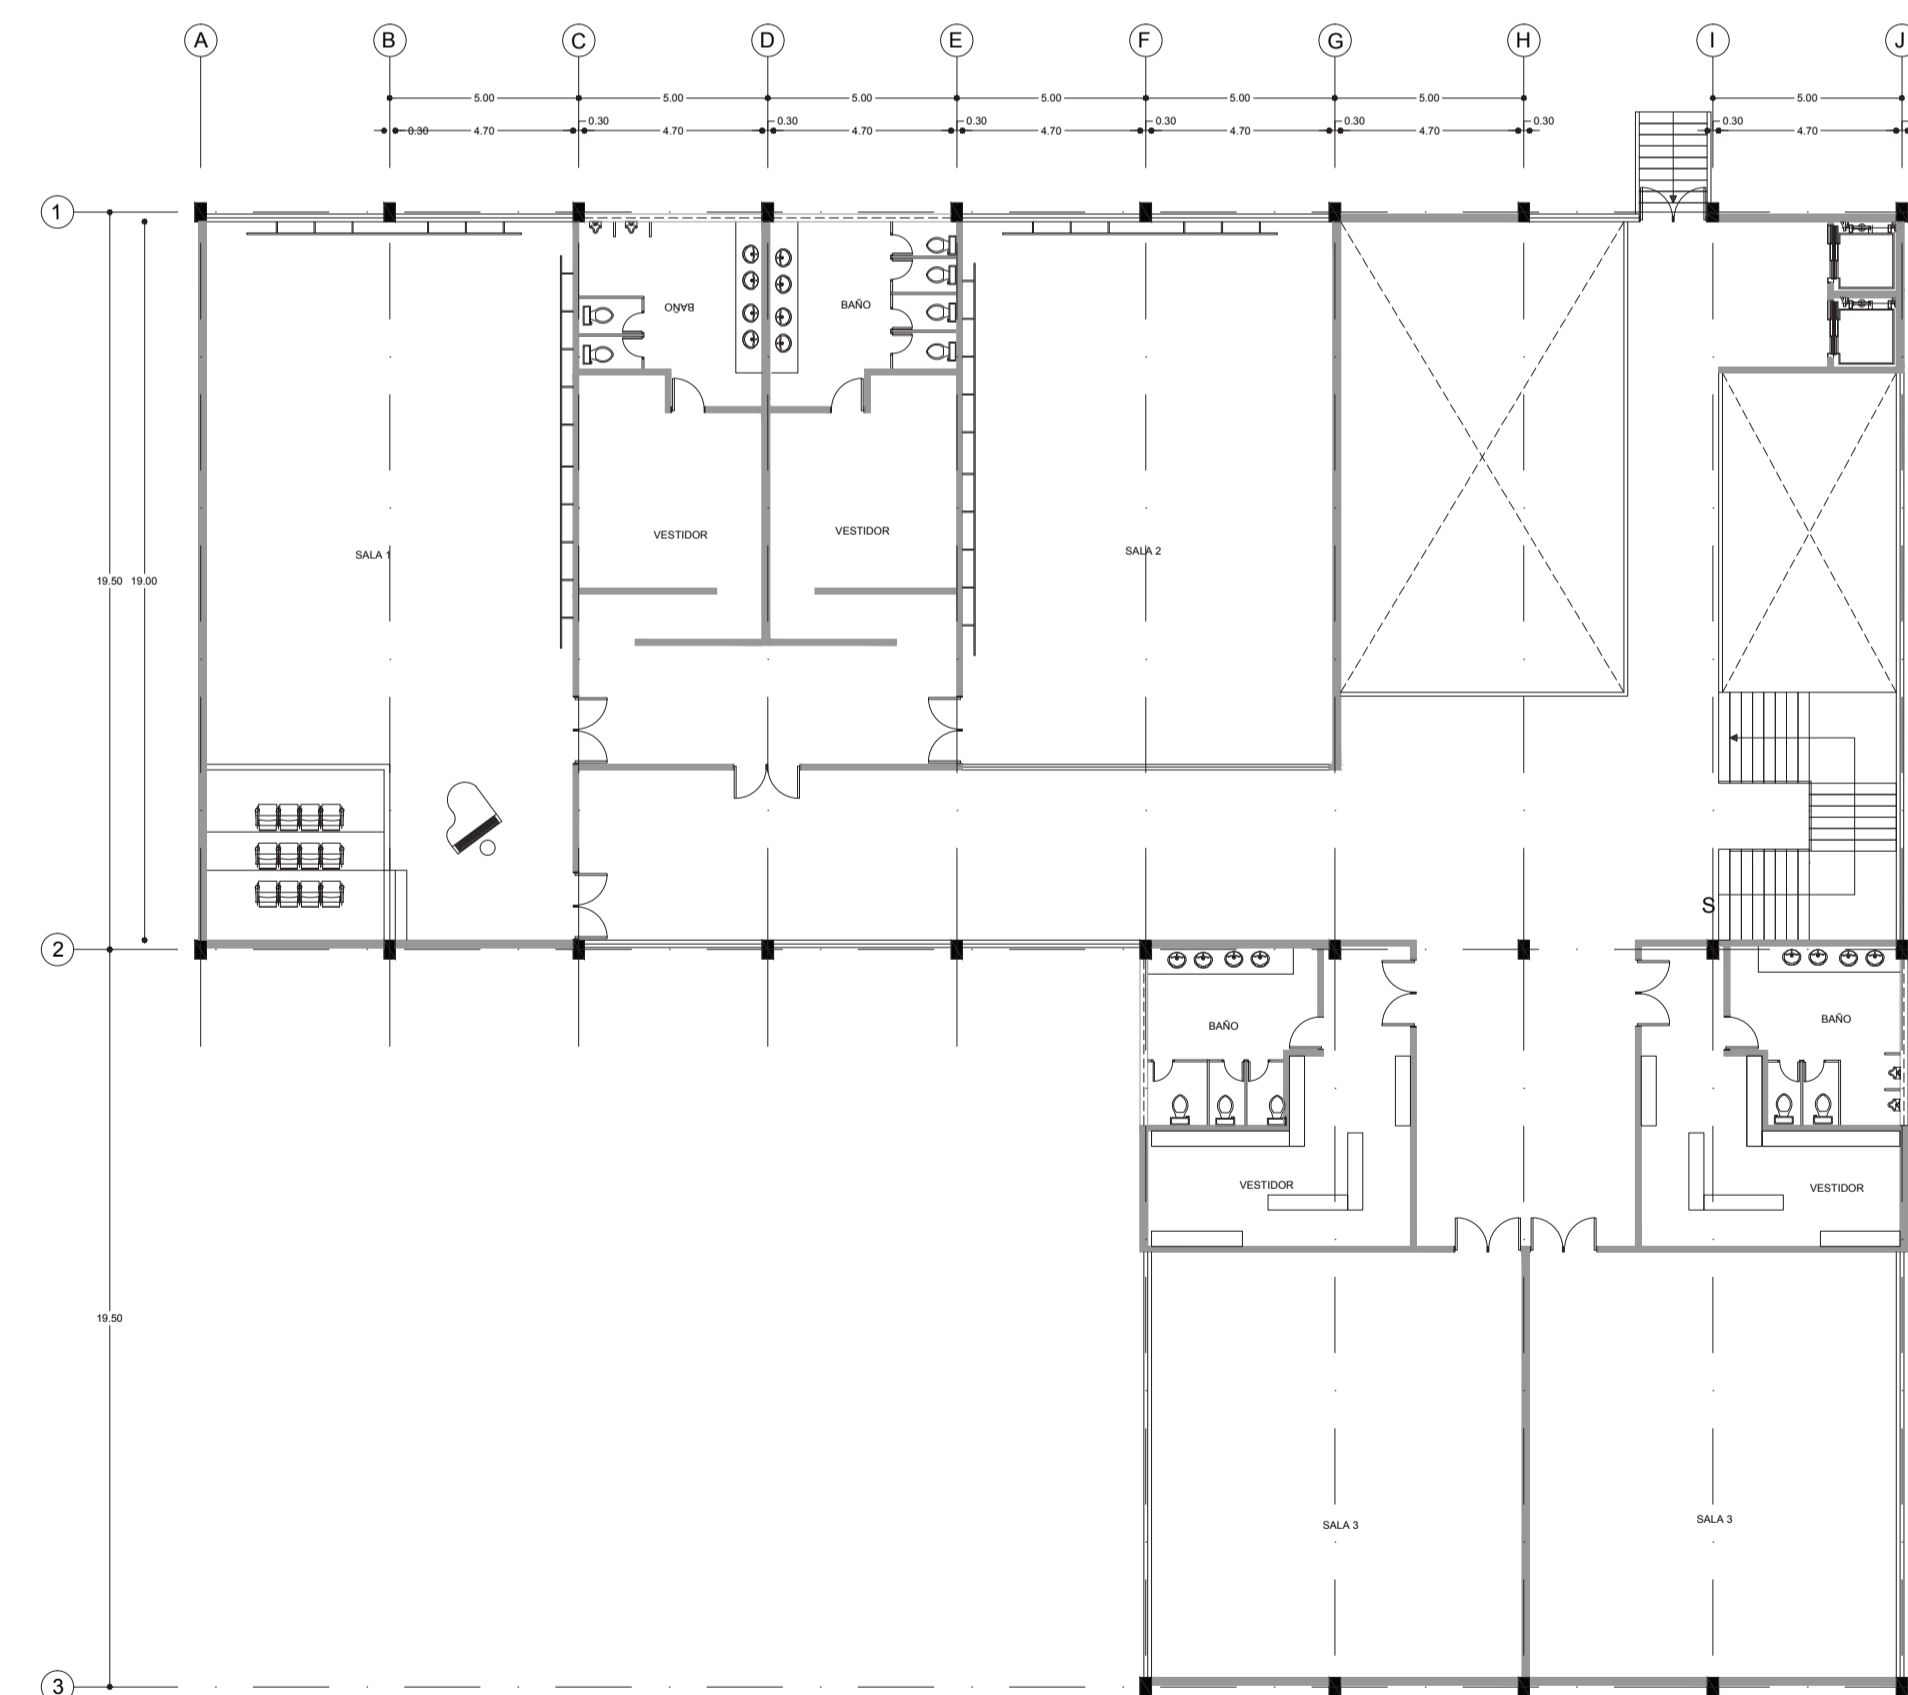 A B C D E F G H I J
5.00 5.00 5.00 5.00 5.00 5.00 5.00
0.30 0.30 0.30 0.30 0.30 0.30 0.30
0.30 4.70 4.70 4.70 4.70 4.70 4.70 4.70
1
BAÑO BAÑO
VESTIDOR VESTIDOR
SALA 1 SALA 2
19.50 19.00
S
2
BAÑO BAÑO
VESTIDOR VESTIDOR
19.50
SALA 3 SALA 3
3